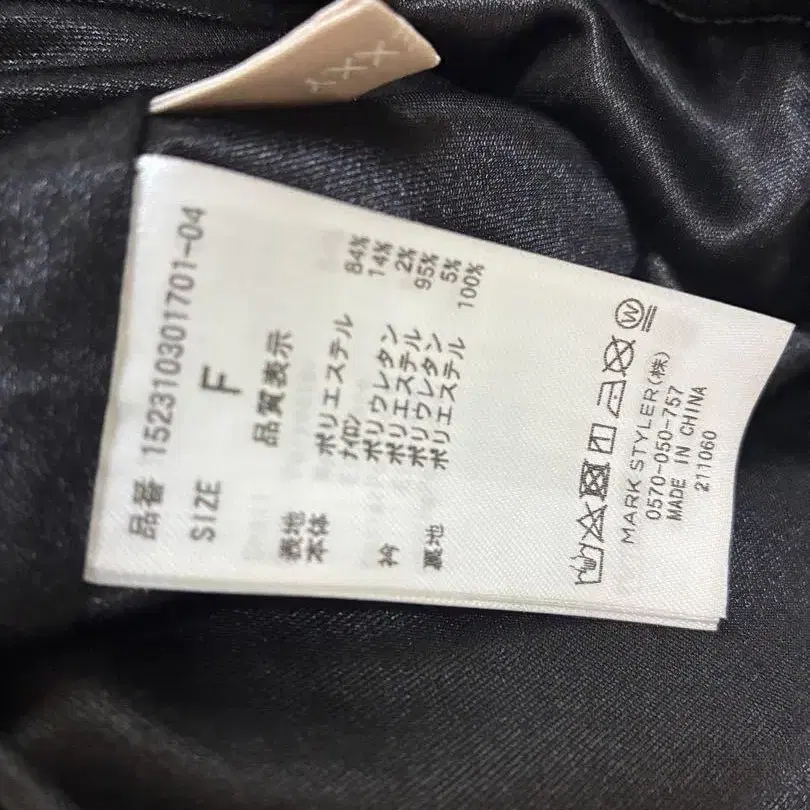 品番 152310301701-04
SIZE F
品質表示
表地
本体 ポリエステル 84%
ナイロン 14%
ポリウレタン 2%
衿 ポリエステル 95%
ポリウレタン 5%
裏地 ポリエステル 100%
W
MARK STYLER(株)
0570-050-757
MADE IN CHINA
211060